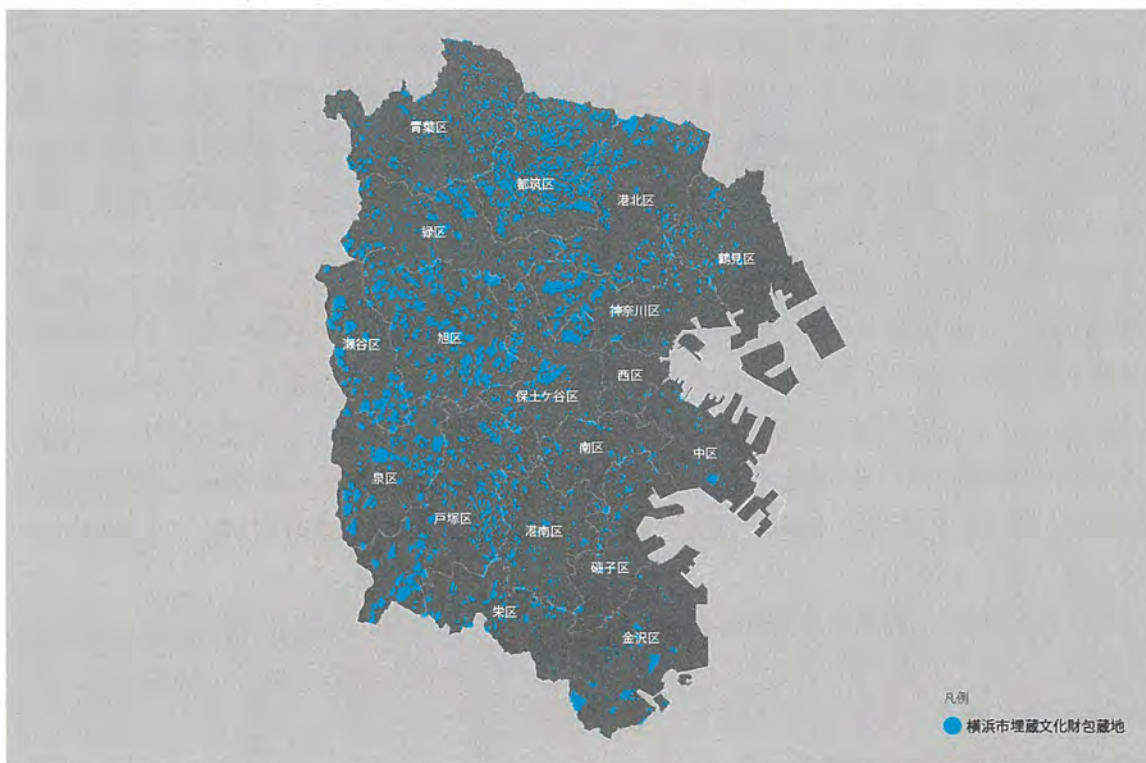 青葉区
都筑区
港北区
緑区
鶴見区
神奈川区
瀬谷区
旭区
西区
保土ケ谷区
南区
中区
泉区
戸塚区
港南区
磯子区
栄区
金沢区
凡例
横浜市埋蔵文化財包蔵地